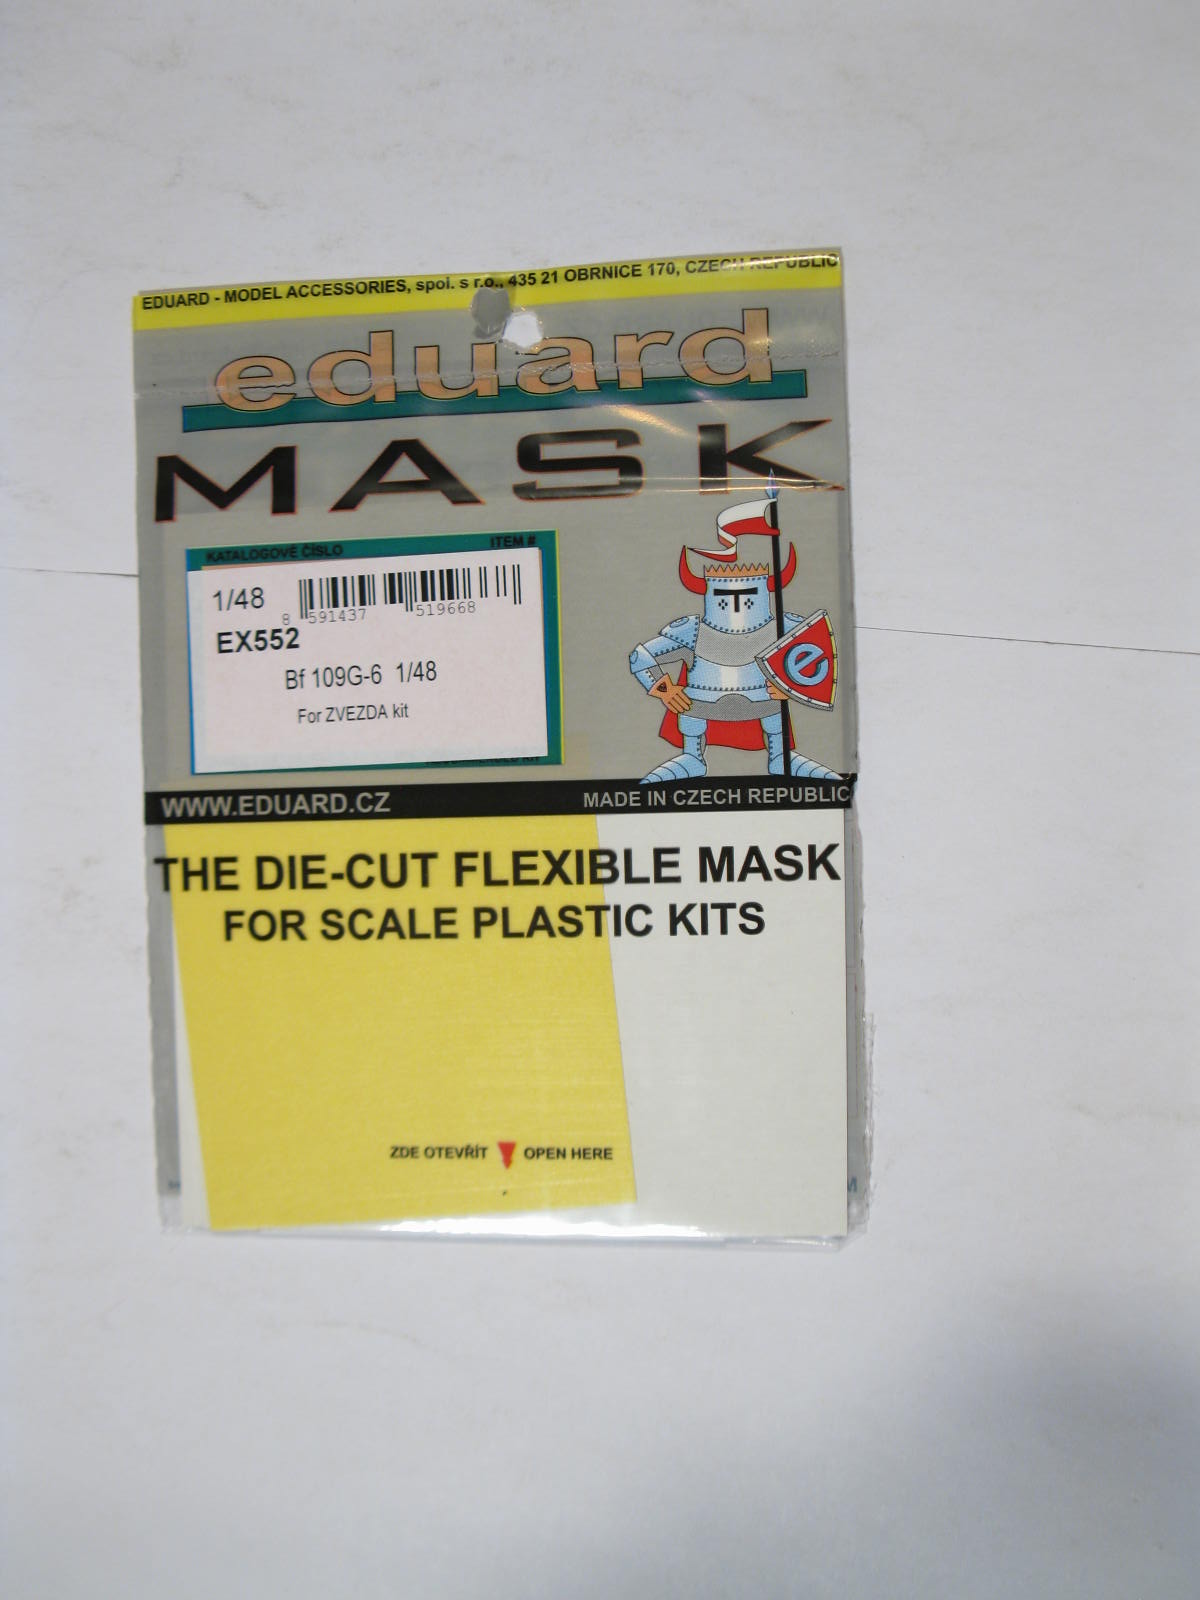 EDUARD - MODEL ACCESSORIES, spol. s r.o., 435 21 OBRNICE 170, CZECH REPUBLIC
eduard
MASK
KATALOGOVÉ ČÍSLO ITEM #
1/48
8 591437 519668
EX552
Bf 109G-6 1/48
For ZVEZDA kit
e
WWW.EDUARD.CZ MADE IN CZECH REPUBLIC
THE DIE-CUT FLEXIBLE MASK
FOR SCALE PLASTIC KITS
ZDE OTEVŘÍT OPEN HERE